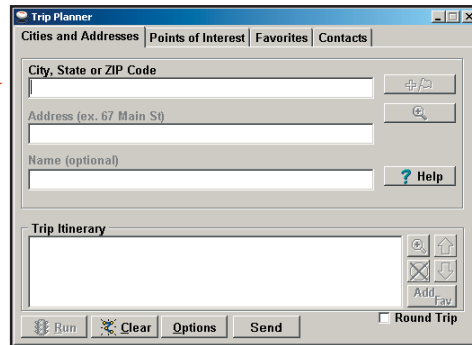 Trip Planner
Cities and Addresses Points of Interest Favorites Contacts
City, State or ZIP Code
Address (ex. 67 Main St)
Name (optional)
? Help
Trip Itinerary
Add Fav
Run Clear Options Send Round Trip